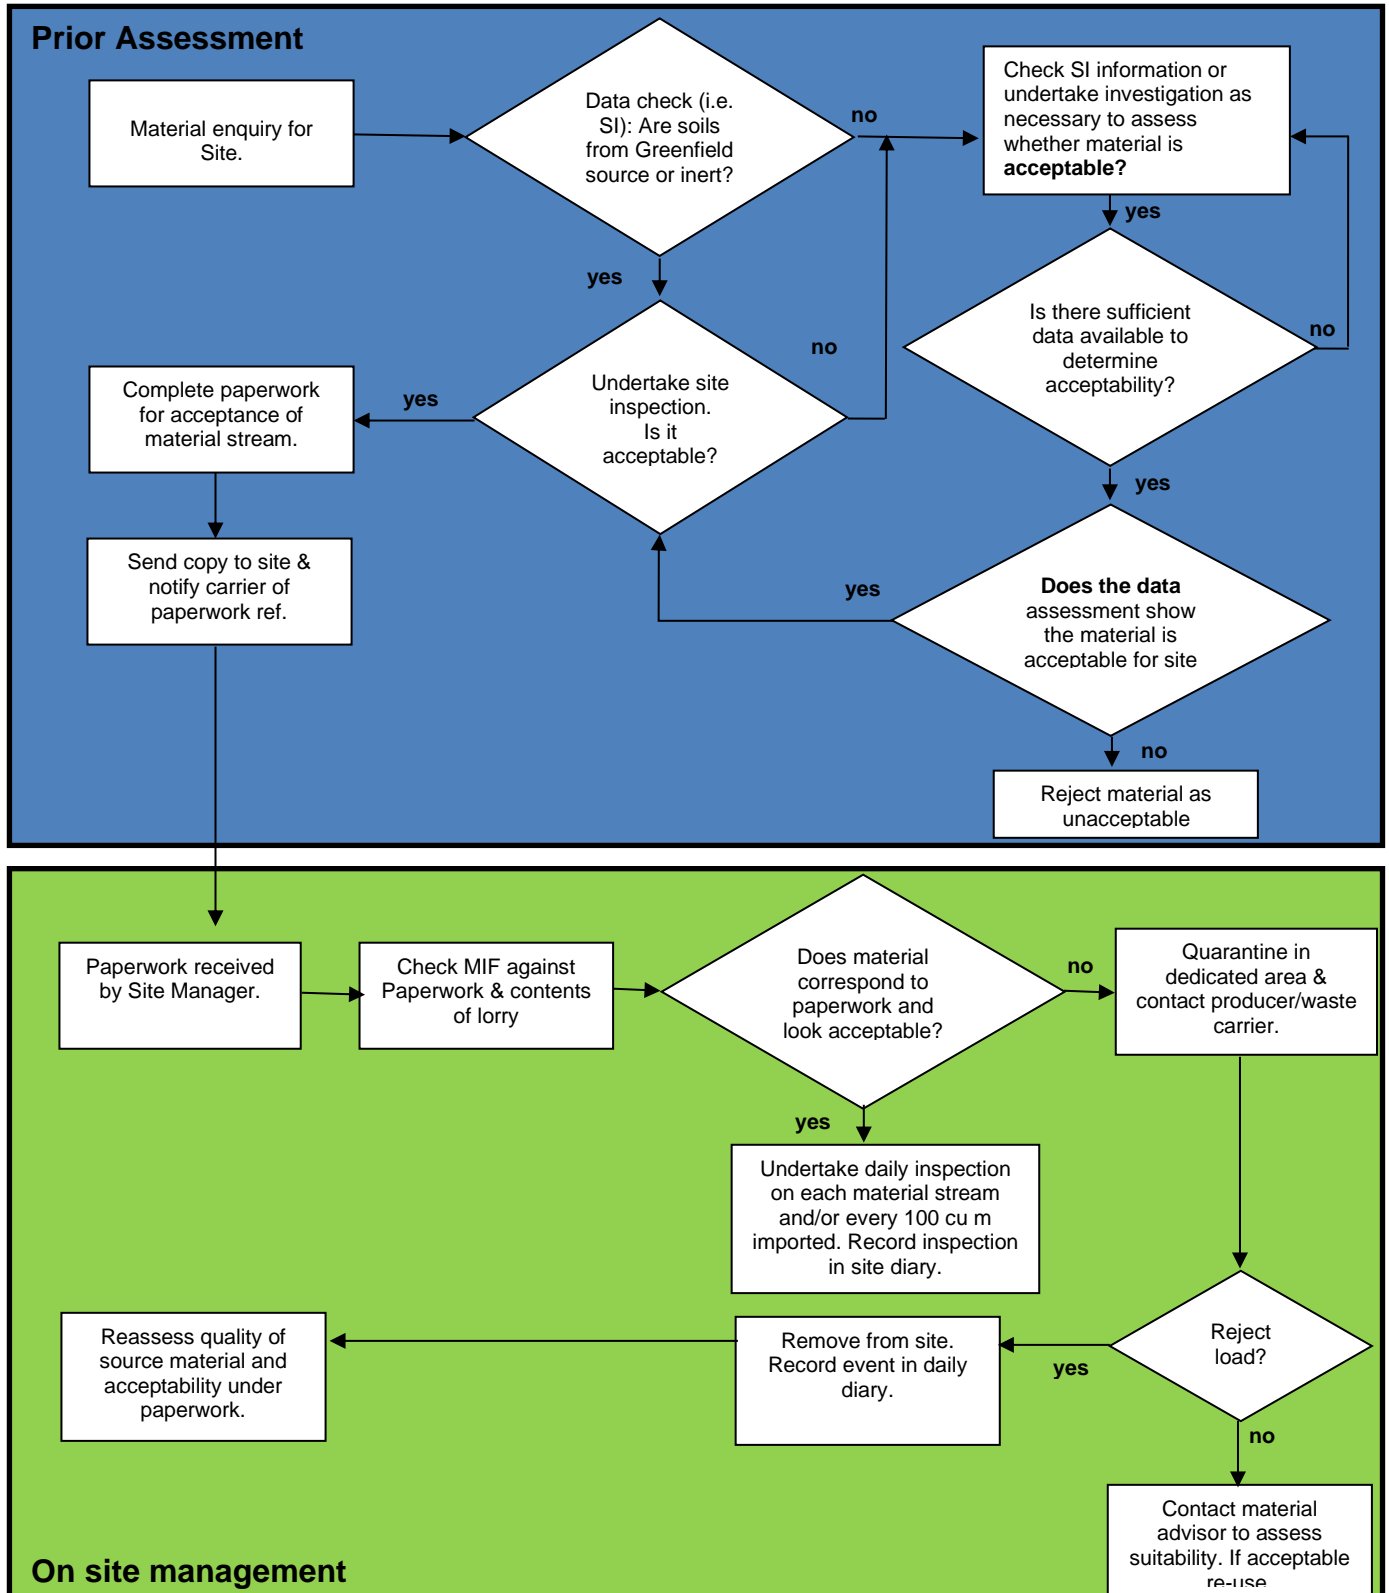 Prior Assessment
Material enquiry for
Site.
Data check (i.e.
SI): Are soils
from Greenfield
source or inert?
no
Check SI information or
undertake investigation as
necessary to assess
whether material is
acceptable?
yes
yes
Is there sufficient
data available to
determine
acceptability?
no
no
Undertake site
inspection.
Is it
acceptable?
yes
Complete paperwork
for acceptance of
material stream.
yes
Send copy to site &
notify carrier of
paperwork ref.
yes
Does the data
assessment show
the material is
acceptable for site
no
Reject material as
unacceptable
Paperwork received
by Site Manager.
Check MIF against
Paperwork & contents
of lorry
Does material
correspond to
paperwork and
look acceptable?
no
Quarantine in
dedicated area &
contact producer/waste
carrier.
yes
Undertake daily inspection
on each material stream
and/or every 100 cu m
imported. Record inspection
in site diary.
Reject
load?
yes
Remove from site.
Record event in daily
diary.
Reassess quality of
source material and
acceptability under
paperwork.
no
Contact material
advisor to assess
suitability. If acceptable
re-use
On site management